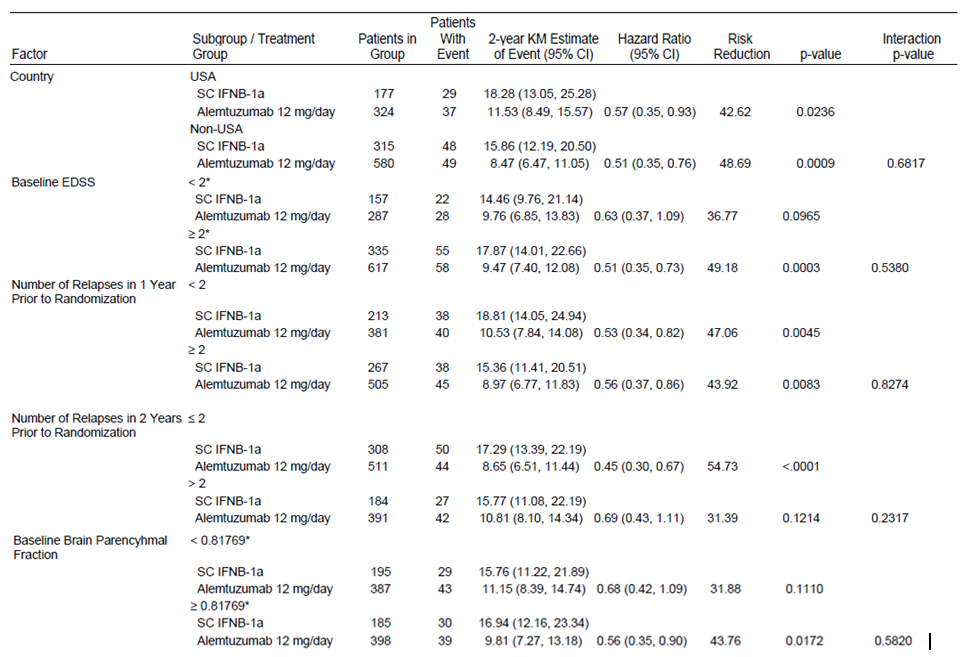 Factor Subgroup / Treatment Group Patients in Group Patients With Event 2-year KM Estimate of Event (95% CI) Hazard Ratio (95% CI) Risk Reduction p-value Interaction p-value
Country USA
SC IFNB-1a 177 29 18.28 (13.05, 25.28)
Alemtuzumab 12 mg/day 324 37 11.53 (8.49, 15.57) 0.57 (0.35, 0.93) 42.62 0.0236
Non-USA
SC IFNB-1a 315 48 15.86 (12.19, 20.50)
Alemtuzumab 12 mg/day 580 49 8.47 (6.47, 11.05) 0.51 (0.35, 0.76) 48.69 0.0009 0.6817
Baseline EDSS < 2*
SC IFNB-1a 157 22 14.46 (9.76, 21.14)
Alemtuzumab 12 mg/day 287 28 9.76 (6.85, 13.83) 0.63 (0.37, 1.09) 36.77 0.0965
≥ 2*
SC IFNB-1a 335 55 17.87 (14.01, 22.66)
Alemtuzumab 12 mg/day 617 58 9.47 (7.40, 12.08) 0.51 (0.35, 0.73) 49.18 0.0003 0.5380
Number of Relapses in 1 Year < 2
Prior to Randomization
SC IFNB-1a 213 38 18.81 (14.05, 24.94)
Alemtuzumab 12 mg/day 381 40 10.53 (7.84, 14.08) 0.53 (0.34, 0.82) 47.06 0.0045
≥ 2
SC IFNB-1a 267 38 15.36 (11.41, 20.51)
Alemtuzumab 12 mg/day 505 45 8.97 (6.77, 11.83) 0.56 (0.37, 0.86) 43.92 0.0083 0.8274
Number of Relapses in 2 Years ≤ 2
Prior to Randomization
SC IFNB-1a 308 50 17.29 (13.39, 22.19)
Alemtuzumab 12 mg/day 511 44 8.65 (6.51, 11.44) 0.45 (0.30, 0.67) 54.73 <.0001
> 2
SC IFNB-1a 184 27 15.77 (11.08, 22.19)
Alemtuzumab 12 mg/day 391 42 10.81 (8.10, 14.34) 0.69 (0.43, 1.11) 31.39 0.1214 0.2317
Baseline Brain Parencyhmal < 0.81769*
Fraction
SC IFNB-1a 195 29 15.76 (11.22, 21.89)
Alemtuzumab 12 mg/day 387 43 11.15 (8.39, 14.74) 0.68 (0.42, 1.09) 31.88 0.1110
≥ 0.81769*
SC IFNB-1a 185 30 16.94 (12.16, 23.34)
Alemtuzumab 12 mg/day 398 39 9.81 (7.27, 13.18) 0.56 (0.35, 0.90) 43.76 0.0172 0.5820